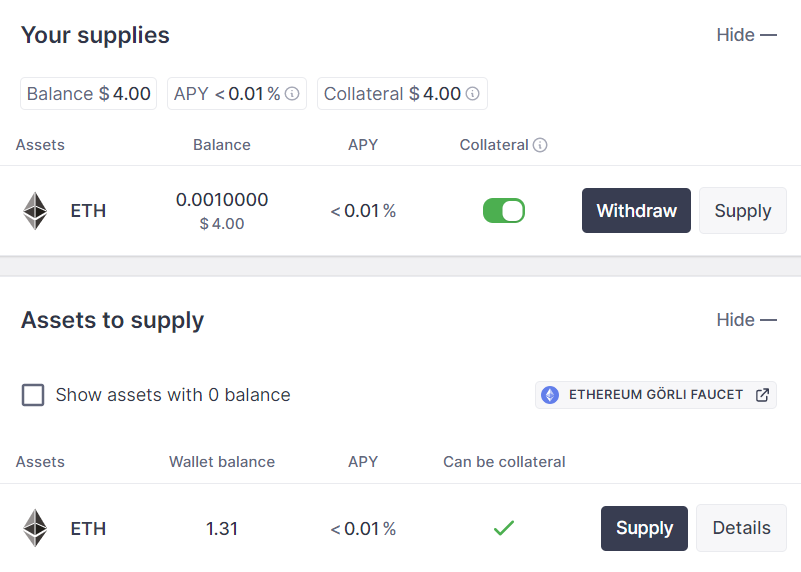 Your supplies Hide —
Balance $ 4.00 APY < 0.01 % Collateral $ 4.00
Assets Balance APY Collateral
ETH 0.0010000 < 0.01 % Withdraw Supply
$ 4.00
Assets to supply Hide —
Show assets with 0 balance ETHEREUM GÖRLI FAUCET
Assets Wallet balance APY Can be collateral
ETH 1.31 < 0.01 % Supply Details